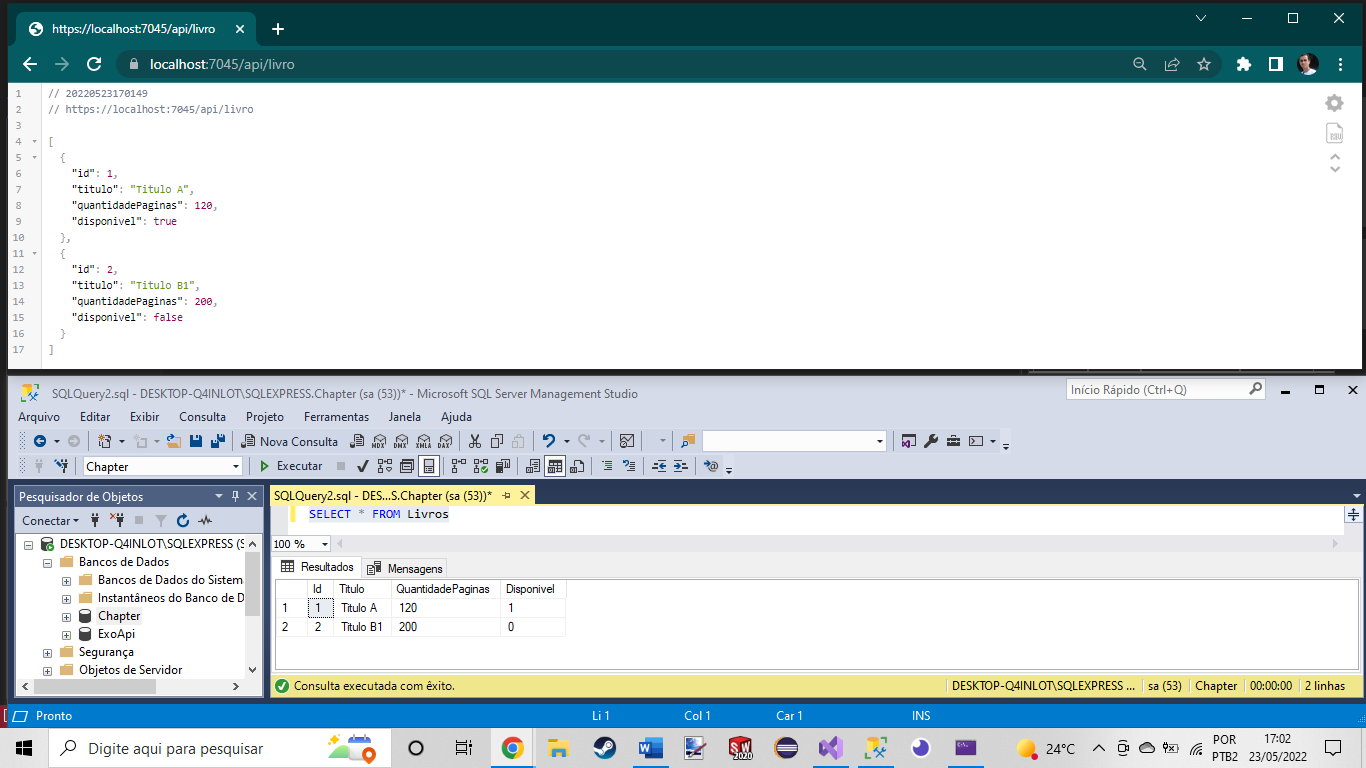 https://localhost:7045/api/livro
localhost:7045/api/livro
1 // 20220523170149
2 // https://localhost:7045/api/livro
3
4 [
5 {
6 "id": 1,
7 "titulo": "Titulo A",
8 "quantidadePaginas": 120,
9 "disponivel": true
10 },
11 {
12 "id": 2,
13 "titulo": "Titulo B1",
14 "quantidadePaginas": 200,
15 "disponivel": false
16 }
17 ]
RAW
SQLQuery2.sql - DESKTOP-Q4INLOT\SQLEXPRESS.Chapter (sa (53))* - Microsoft SQL Server Management Studio
Início Rápido (Ctrl+Q)
Arquivo Editar Exibir Consulta Projeto Ferramentas Janela Ajuda
Nova Consulta MDX DMX XMLA DAX
Chapter Executar
Pesquisador de Objetos
SQLQuery2.sql - DES...S.Chapter (sa (53))*
Conectar
SELECT * FROM Livros
DESKTOP-Q4INLOT\SQLEXPRESS (S
Bancos de Dados
Bancos de Dados do Sistem
Instantâneos do Banco de D
Chapter
ExoApi
Segurança
Objetos de Servidor
100 %
Resultados Mensagens
Id Titulo QuantidadePaginas Disponivel
1 1 Titulo A 120 1
2 2 Titulo B1 200 0
Consulta executada com êxito.
DESKTOP-Q4INLOT\SQLEXPRESS ... sa (53) Chapter 00:00:00 2 linhas
Pronto Li 1 Col 1 Car 1 INS
Digite aqui para pesquisar
SW
2020
24°C
POR
PTB2
17:02
23/05/2022